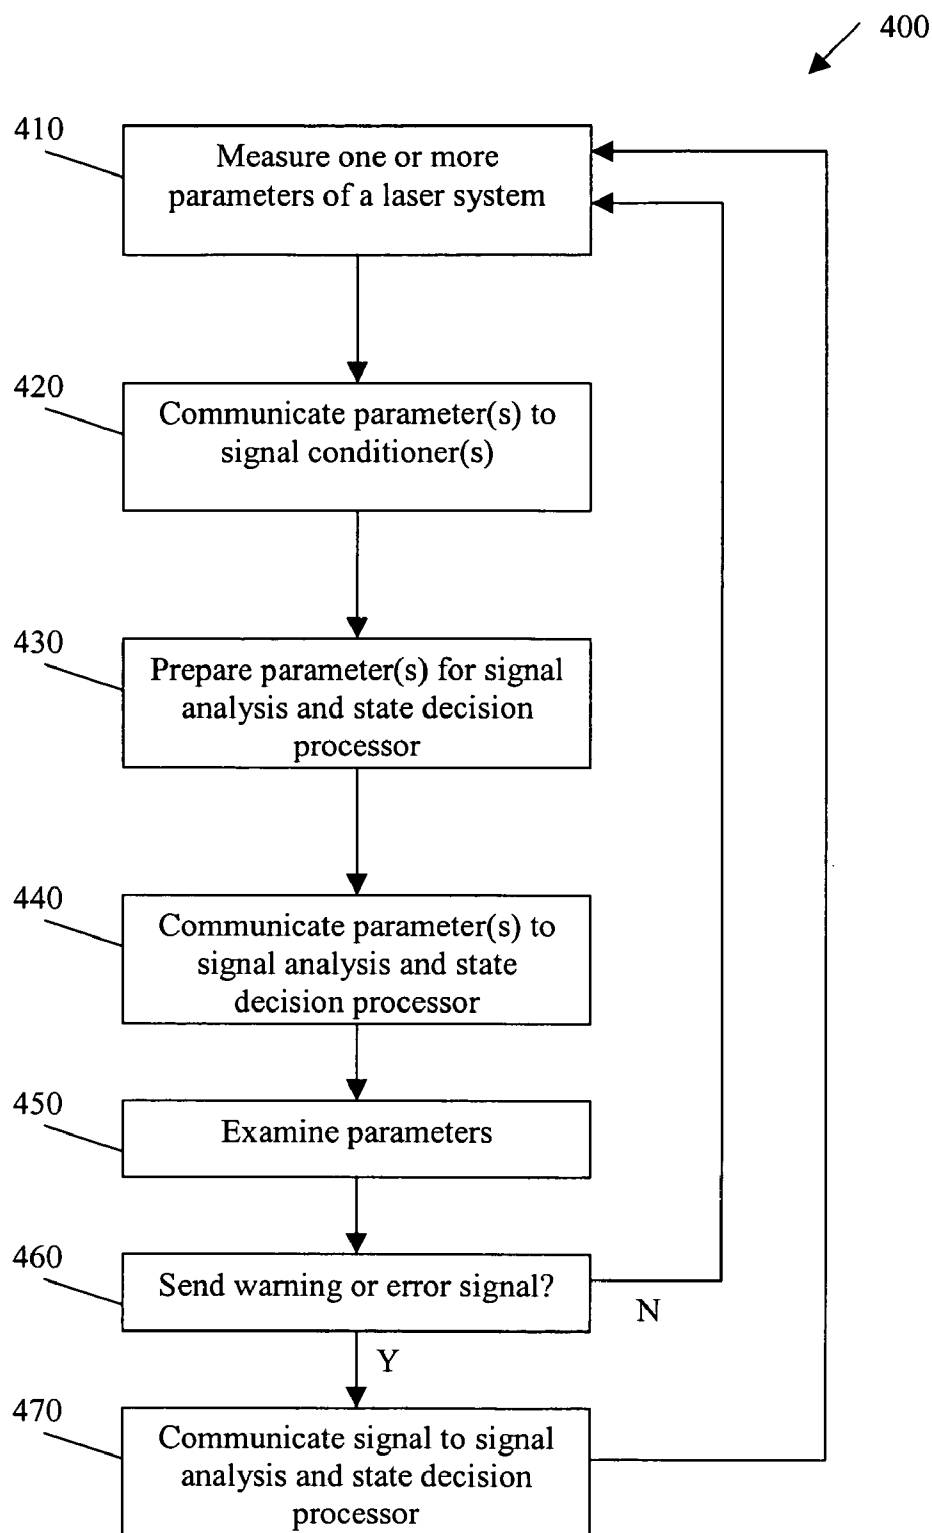 400
410
Measure one or more
parameters of a laser system
420
Communicate parameter(s) to
signal conditioner(s)
430
Prepare parameter(s) for signal
analysis and state decision
processor
440
Communicate parameter(s) to
signal analysis and state
decision processor
450
Examine parameters
460
Send warning or error signal?
N
Y
470
Communicate signal to signal
analysis and state decision
processor